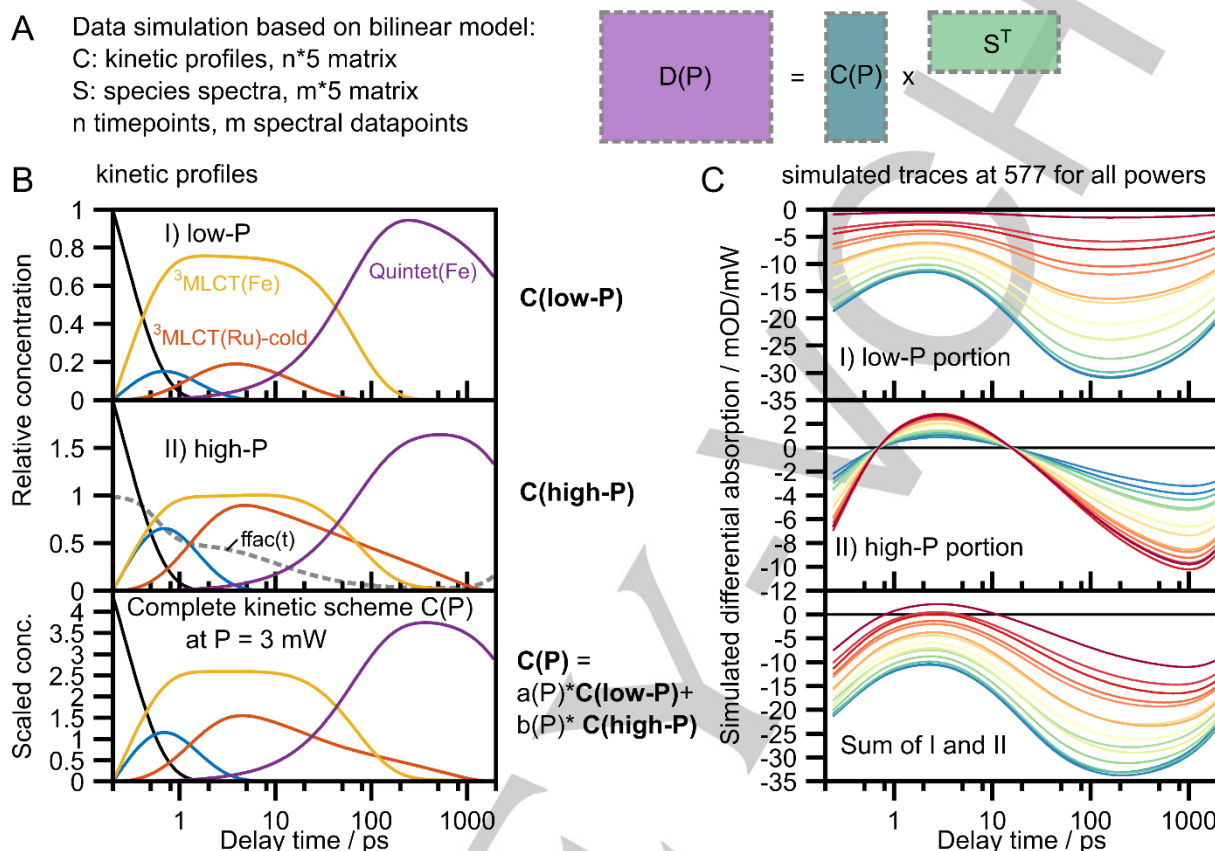 A Data simulation based on bilinear model:
C: kinetic profiles, n*5 matrix
S: species spectra, m*5 matrix
n timepoints, m spectral datapoints
D(P) = C(P) x S^T
B kinetic profiles
Relative concentration
1
0.8
0.6
0.4
0.2
0
I) low-P
³MLCT(Fe)
Quintet(Fe)
³MLCT(Ru)-cold
C(low-P)
1.5
1
0.5
0
II) high-P
ffac(t)
C(high-P)
Scaled conc.
4
3.5
3
2.5
2
1.5
1
0.5
0
Complete kinetic scheme C(P)
at P = 3 mW
C(P) =
a(P)*C(low-P)+
b(P)* C(high-P)
1 10 100 1000
Delay time / ps
C simulated traces at 577 for all powers
Simulated differential absorption / mOD/mW
0
-5
-10
-15
-20
-25
-30
-35
I) low-P portion
2
0
-2
-4
-6
-8
-10
-12
II) high-P portion
0
-5
-10
-15
-20
-25
-30
-35
Sum of I and II
1 10 100 1000
Delay time / ps